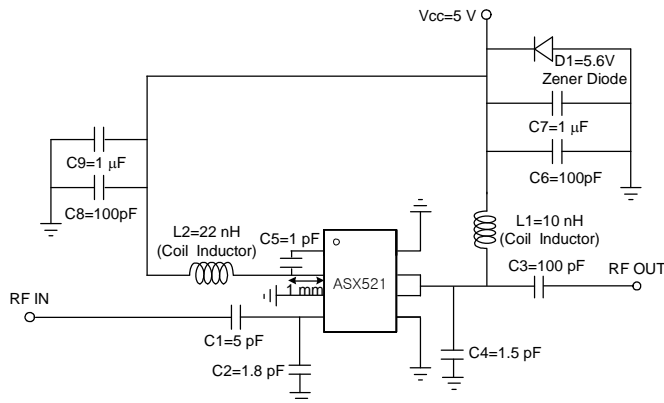 Vcc=5 V
D1=5.6V
Zener Diode
C7=1 μF
C6=100pF
C9=1 μF
C8=100pF
L2=22 nH
(Coil Inductor)
C5=1 pF
L1=10 nH
(Coil Inductor)
C3=100 pF
RF OUT
ASX521
1 mm
RF IN
C1=5 pF
C2=1.8 pF
C4=1.5 pF